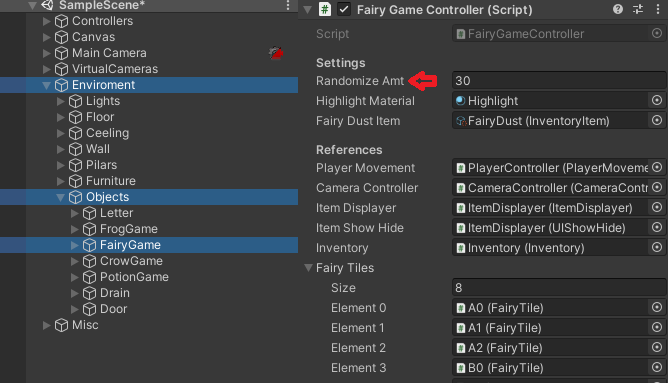 SampleScene*
Controllers
Canvas
Main Camera
VirtualCameras
Enviroment
Lights
Floor
Ceeling
Wall
Pilars
Furniture
Objects
Letter
FrogGame
FairyGame
CrowGame
PotionGame
Drain
Door
Misc
Fairy Game Controller (Script)
Script FairyGameController
Settings
Randomize Amt 30
Highlight Material Highlight
Fairy Dust Item FairyDust (InventoryItem)
References
Player Movement PlayerController (PlayerMoveme
Camera Controller CameraController (CameraContr
Item Displayer ItemDisplayer (ItemDisplayer)
Item Show Hide ItemDisplayer (UIShowHide)
Inventory Inventory (Inventory)
Fairy Tiles
Size 8
Element 0 A0 (FairyTile)
Element 1 A1 (FairyTile)
Element 2 A2 (FairyTile)
Element 3 B0 (FairyTile)